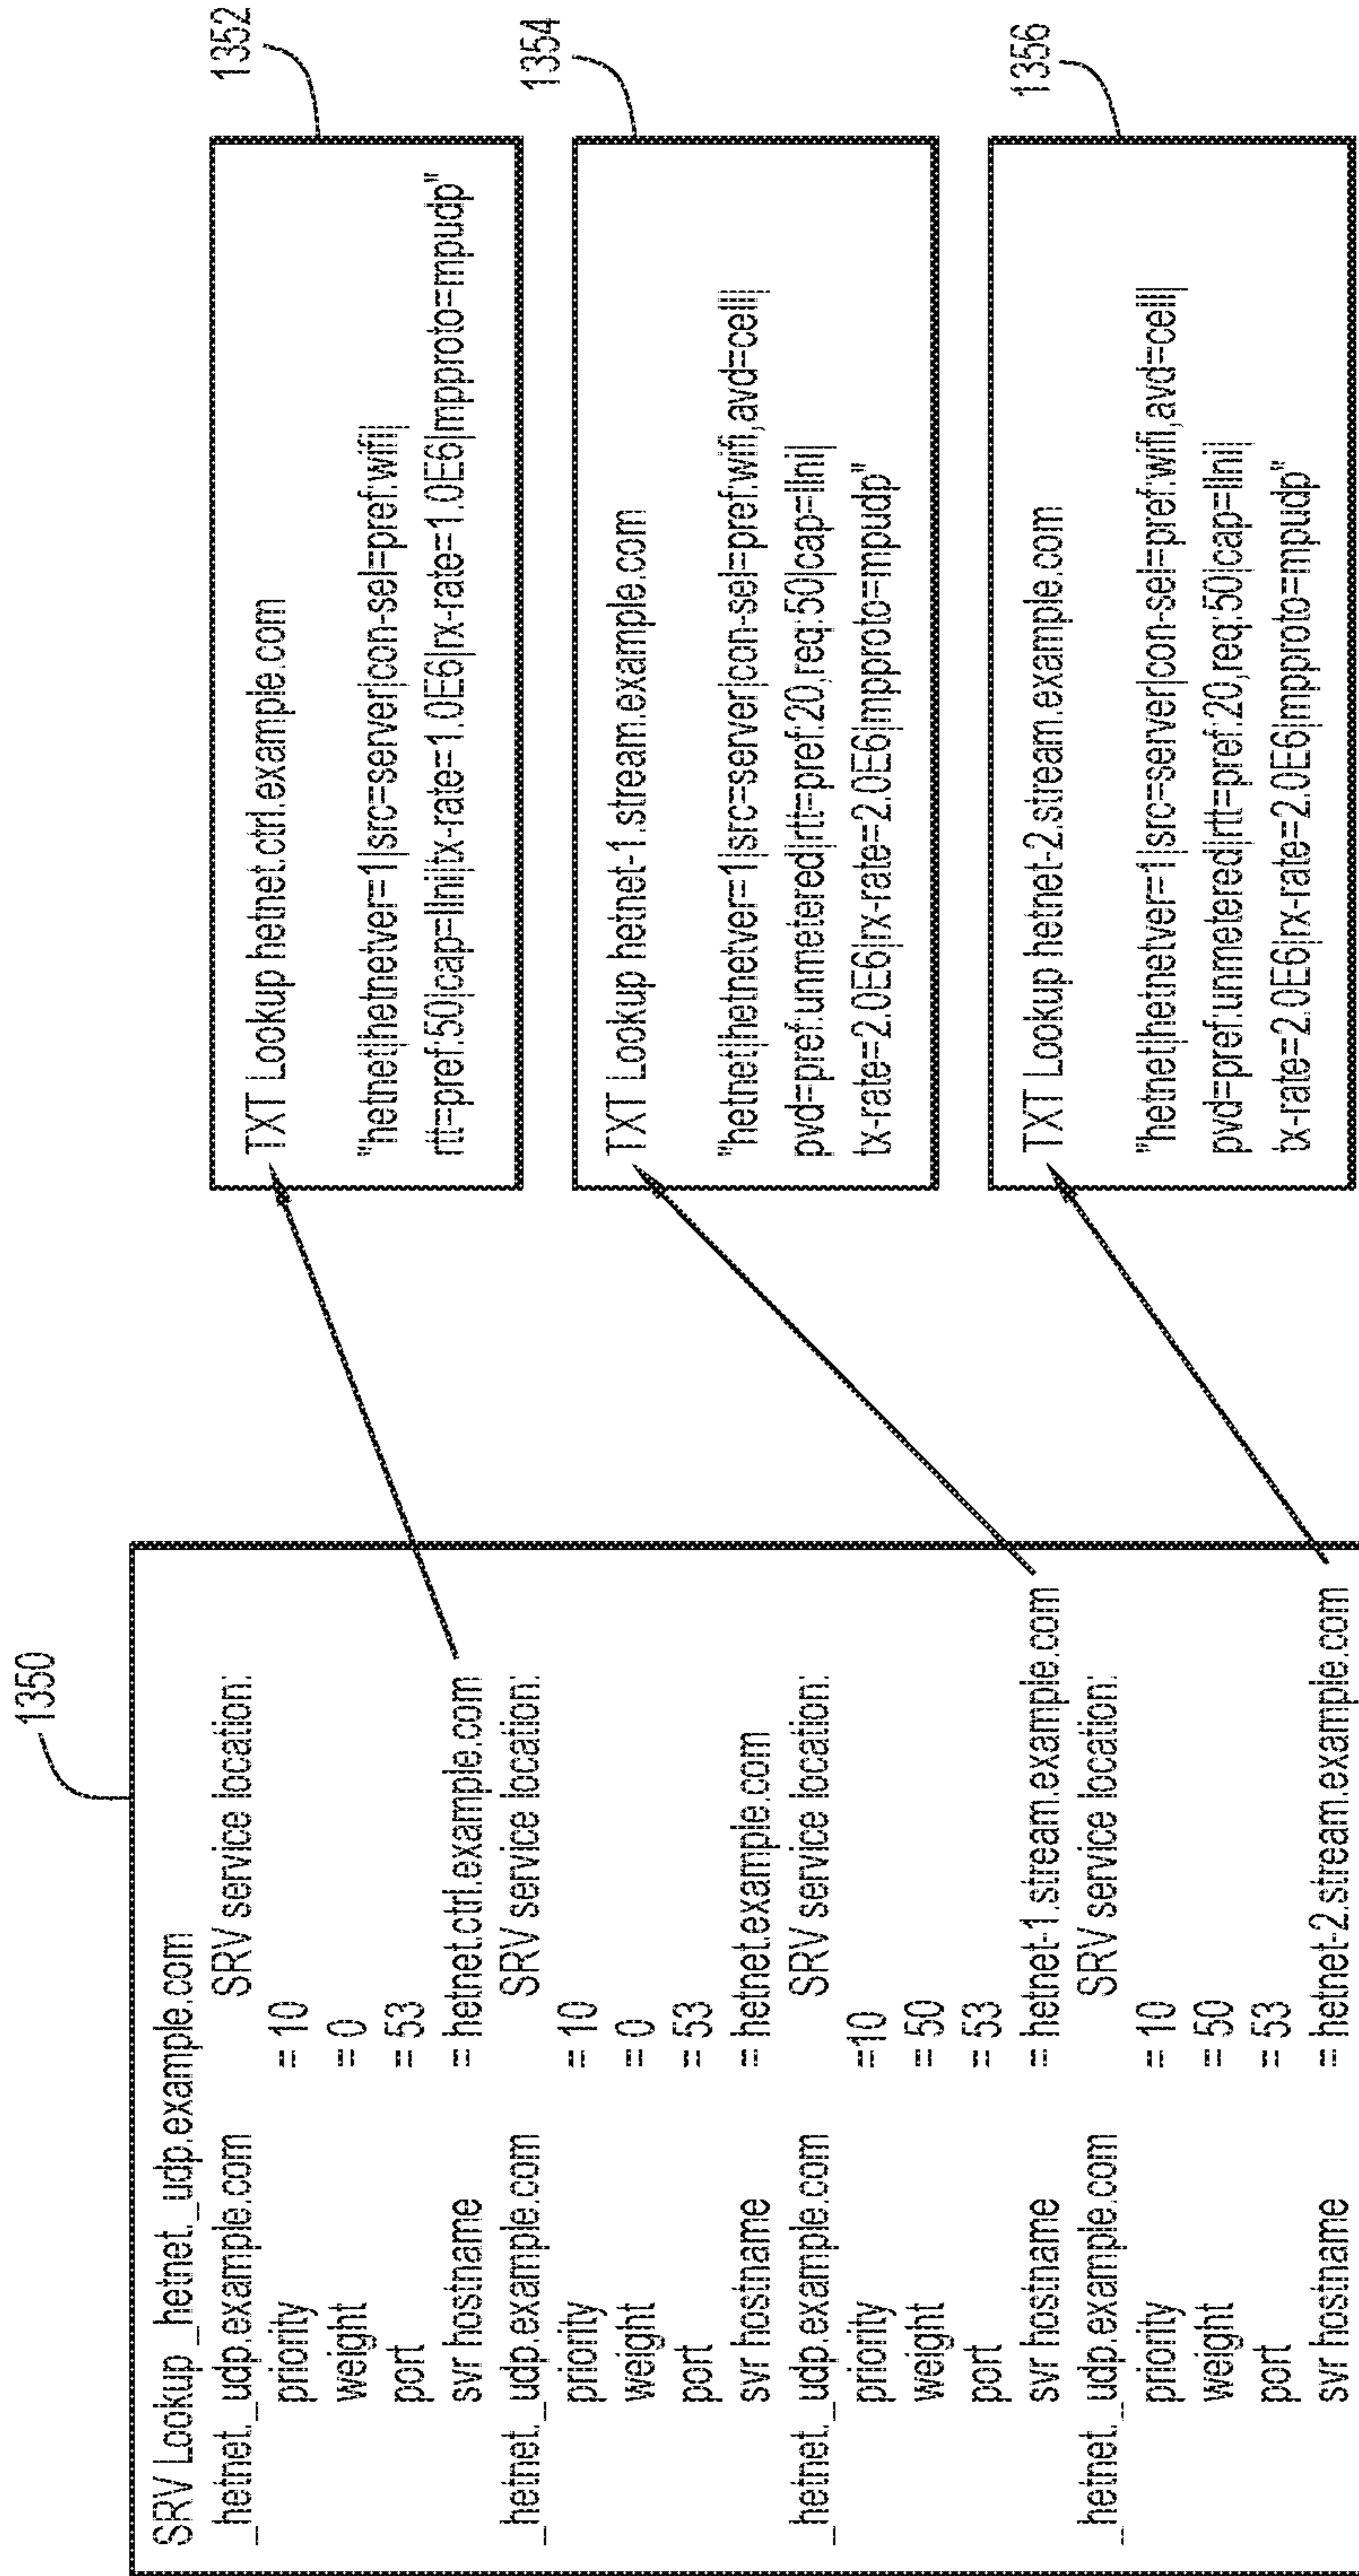 1350
SRV Lookup _hetnet._udp.example.com
_hetnet._udp.example.com SRV service location:
priority = 10
weight = 0
port = 53
svr hostname = hetnet.ctrl.example.com
_hetnet._udp.example.com SRV service location:
priority = 10
weight = 0
port = 53
svr hostname = hetnet.example.com
_hetnet._udp.example.com SRV service location:
priority =10
weight = 50
port = 53
svr hostname = hetnet-1.stream.example.com
_hetnet._udp.example.com SRV service location:
priority = 10
weight = 50
port = 53
svr hostname = hetnet-2.stream.example.com
1352
TXT Lookup hetnet.ctrl.example.com
"hetnet|hetnetver=1|src=server|con-sel=pref:wifi|
rtt=pref:50|cap=llni|tx-rate=1.0E6|rx-rate=1.0E6|mpproto=mpudp"
1354
TXT Lookup hetnet-1.stream.example.com
"hetnet|hetnetver=1|src=server|con-sel=pref:wifi,avd=cell|
pvd=pref:unmetered|rtt=pref:20,req:50|cap=llni|
tx-rate=2.0E6|rx-rate=2.0E6|mpproto=mpudp"
1356
TXT Lookup hetnet-2.stream.example.com
"hetnet|hetnetver=1|src=server|con-sel=pref:wifi,avd=cell|
pvd=pref:unmetered|rtt=pref:20,req:50|cap=llni|
tx-rate=2.0E6|rx-rate=2.0E6|mpproto=mpudp"